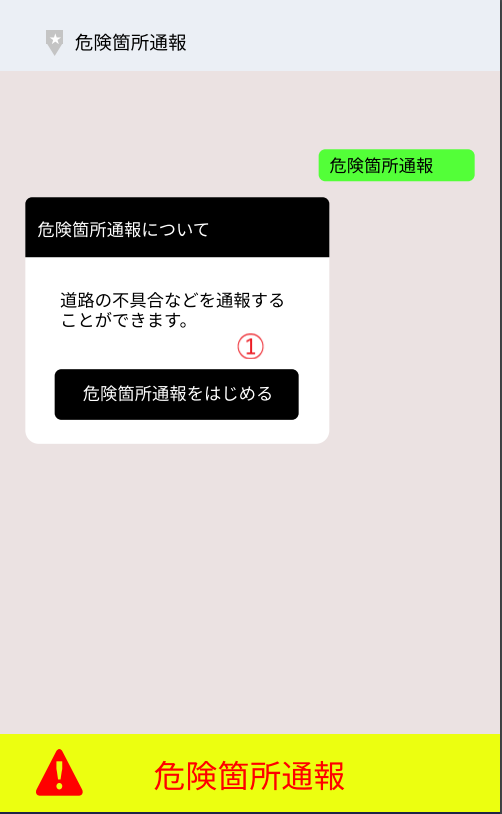 危険箇所通報
危険箇所通報
危険箇所通報について
道路の不具合などを通報する
ことができます。
①
危険箇所通報をはじめる
危険箇所通報